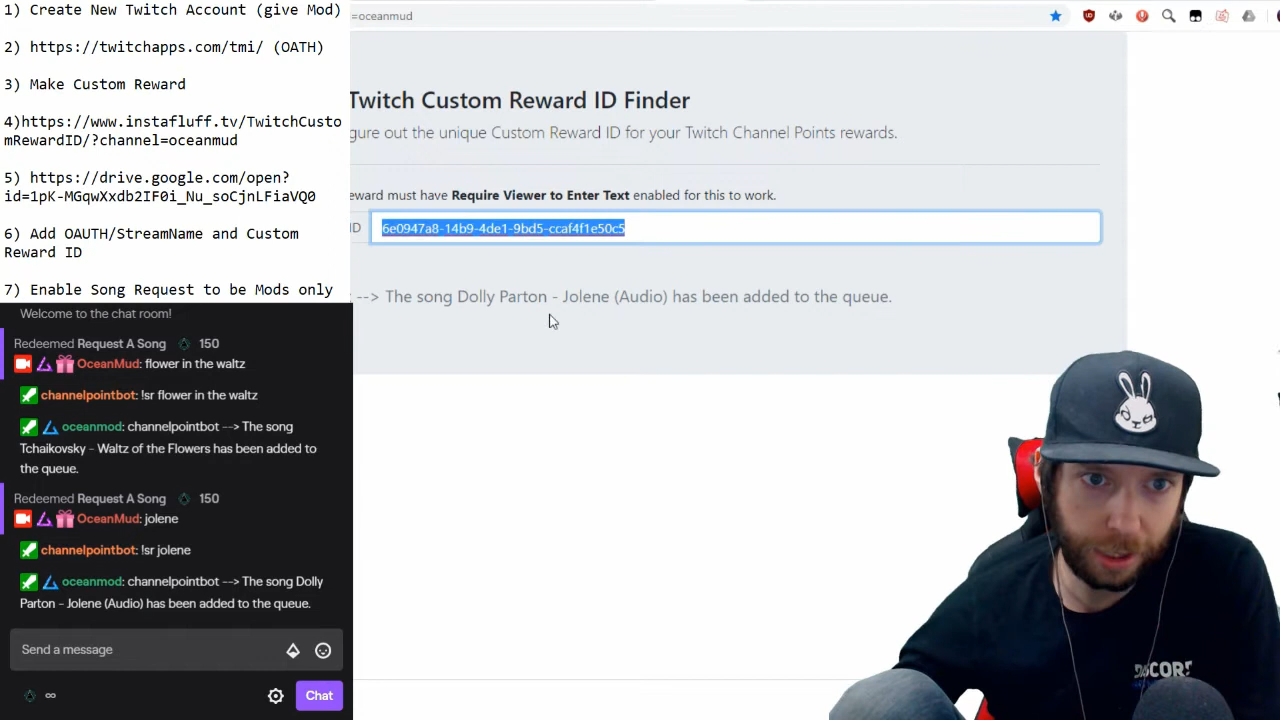 1) Create New Twitch Account (give Mod)
2) https://twitchapps.com/tmi/ (OATH)
3) Make Custom Reward
4)https://www.instafluff.tv/TwitchCusto
mRewardID/?channel=oceanmud
5) https://drive.google.com/open?
id=1pK-MGqwXxdb2IF0i_Nu_soCjnLFiaVQ0
6) Add OAUTH/StreamName and Custom
Reward ID
7) Enable Song Request to be Mods only
Welcome to the chat room!
Redeemed Request A Song 150
OceanMud: flower in the waltz
channelpointbot: !sr flower in the waltz
oceanmod: channelpointbot --> The song
Tchaikovsky - Waltz of the Flowers has been added to
the queue.
Redeemed Request A Song 150
OceanMud: jolene
channelpointbot: !sr jolene
oceanmod: channelpointbot --> The song Dolly
Parton - Jolene (Audio) has been added to the queue.
Send a message
∞
Chat
=oceanmud
Twitch Custom Reward ID Finder
gure out the unique Custom Reward ID for your Twitch Channel Points rewards.
eward must have Require Viewer to Enter Text enabled for this to work.
ID 6e0947a8-14b9-4de1-9bd5-ccaf4f1e50c5
--> The song Dolly Parton - Jolene (Audio) has been added to the queue.
DISCORD